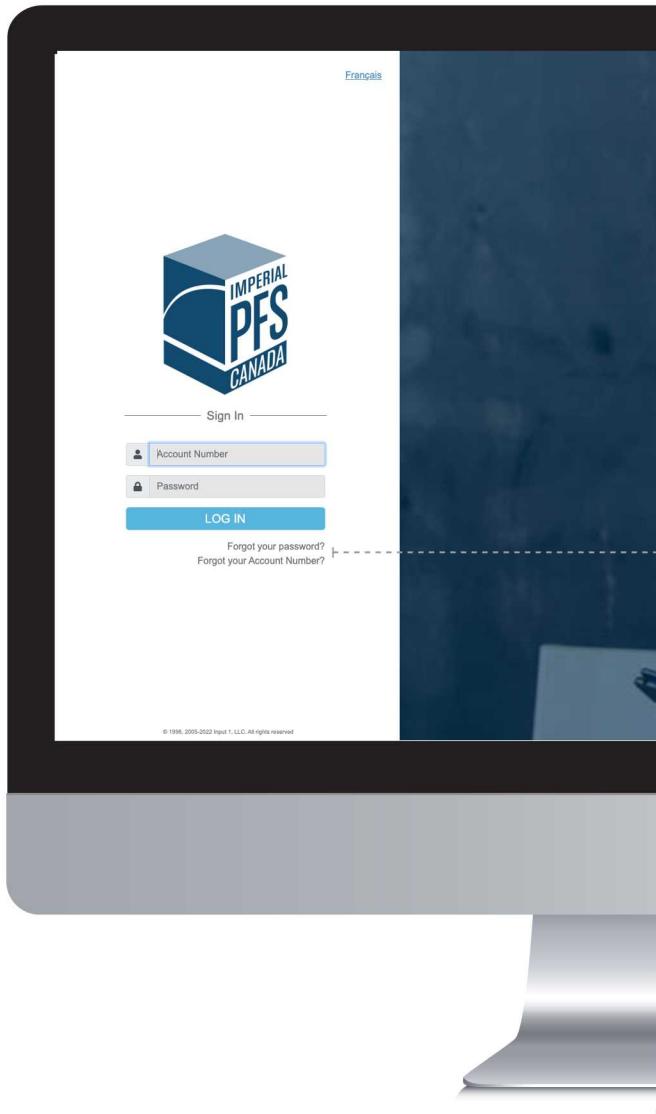 Français
IMPERIAL
PFS
CANADA
Sign In
Account Number
Password
LOG IN
Forgot your password?
Forgot your Account Number?
© 1998, 2005-2022 Input 1, LLC. All rights reserved